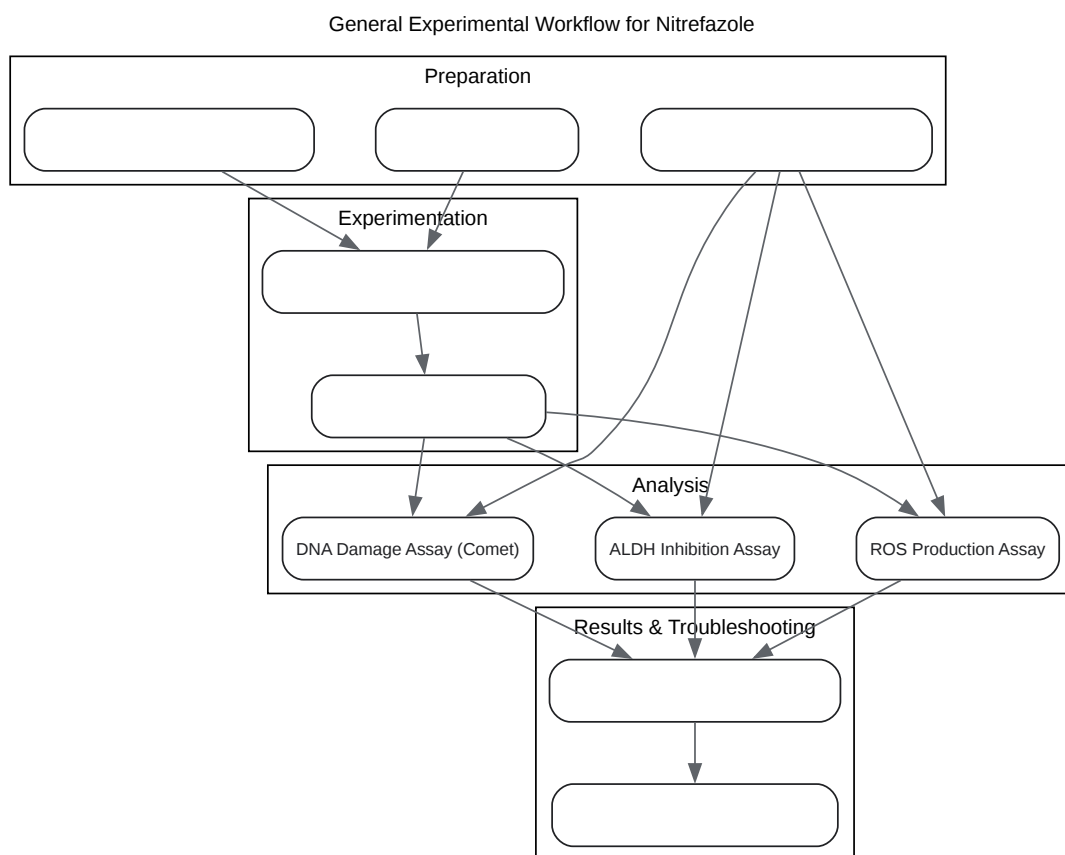 General Experimental Workflow for Nitrefazole
Preparation
Experimentation
Analysis
DNA Damage Assay (Comet)
ALDH Inhibition Assay
ROS Production Assay
Results & Troubleshooting